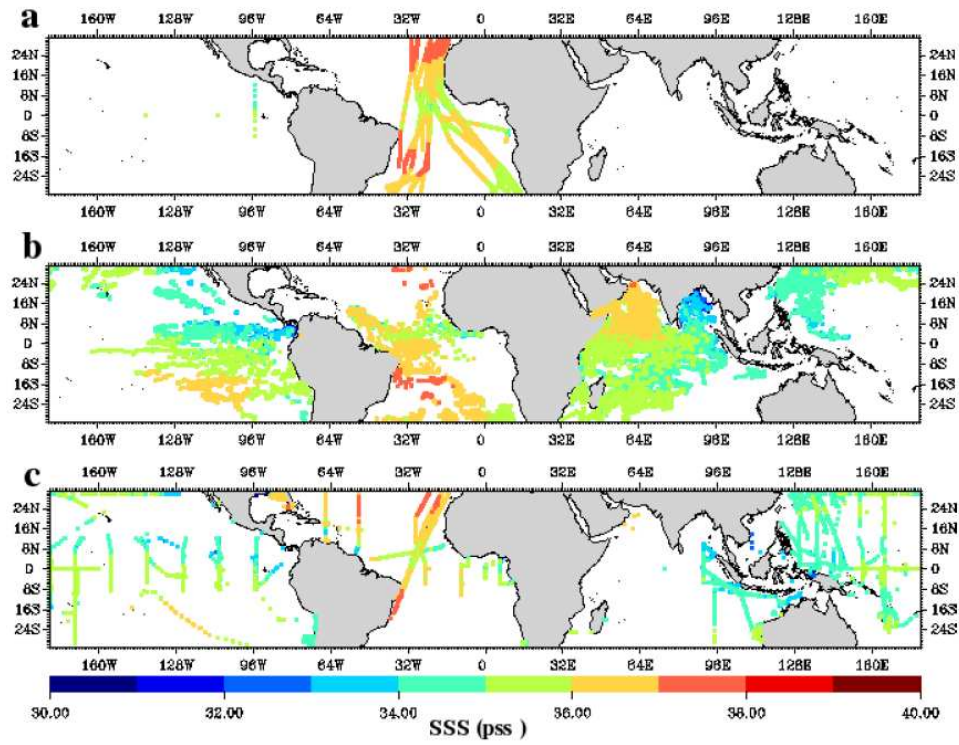 a
160W 128W 96W 64W 32W 0 32E 64E 96E 128E 160E
24N 24N
16N 16N
8N 8N
0 0
8S 8S
16S 16S
24S 24S
160W 128W 96W 64W 32W 0 32E 64E 96E 128E 160E
b
160W 128W 96W 64W 32W 0 32E 64E 96E 128E 160E
24N 24N
16N 16N
8N 8N
0 0
8S 8S
16S 16S
24S 24S
160W 128W 96W 64W 32W 0 32E 64E 96E 128E 160E
c
160W 128W 96W 64W 32W 0 32E 64E 96E 128E 160E
24N 24N
16N 16N
8N 8N
0 0
8S 8S
16S 16S
24S 24S
160W 128W 96W 64W 32W 0 32E 64E 96E 128E 160E
30.00 32.00 34.00 36.00 38.00 40.00
SSS (pss )